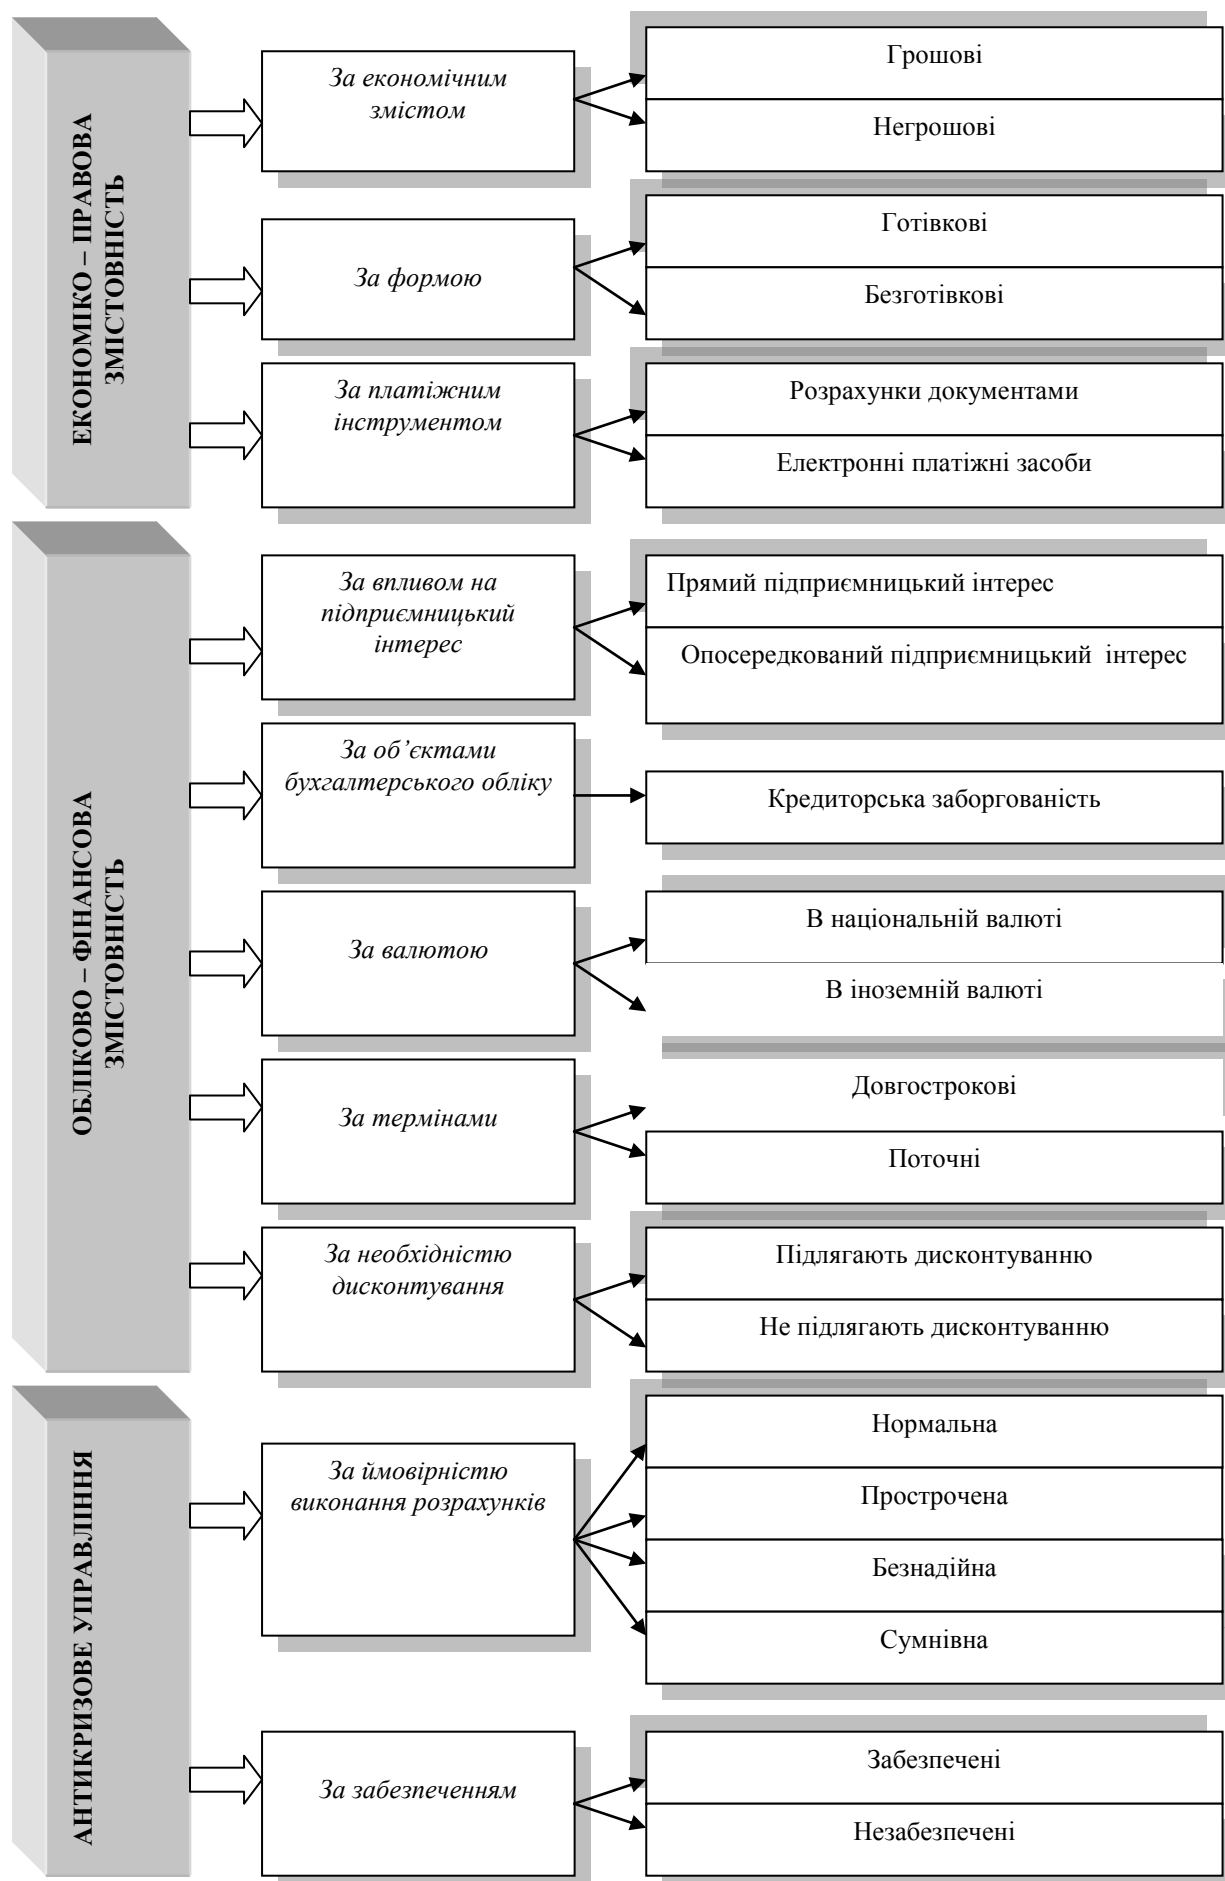 ЕКОНОМІКО – ПРАВОВА
ЗМІСТОВНІСТЬ
За економічним
змістом
Грошові
Негрошові
За формою
Готівкові
Безготівкові
За платіжним
інструментом
Розрахунки документами
Електронні платіжні засоби
ОБЛІКОВО – ФІНАНСОВА
ЗМІСТОВНІСТЬ
За впливом на
підприємницький
інтерес
Прямий підприємницький інтерес
Опосередкований підприємницький інтерес
За об’єктами
бухгалтерського обліку
Кредиторська заборгованість
За валютою
В національній валюті
В іноземній валюті
За термінами
Довгострокові
Поточні
За необхідністю
дисконтування
Підлягають дисконтуванню
Не підлягають дисконтуванню
АНТИКРИЗОВЕ УПРАВЛІННЯ
За ймовірністю
виконання розрахунків
Нормальна
Прострочена
Безнадійна
Сумнівна
За забезпеченням
Забезпечені
Незабезпечені